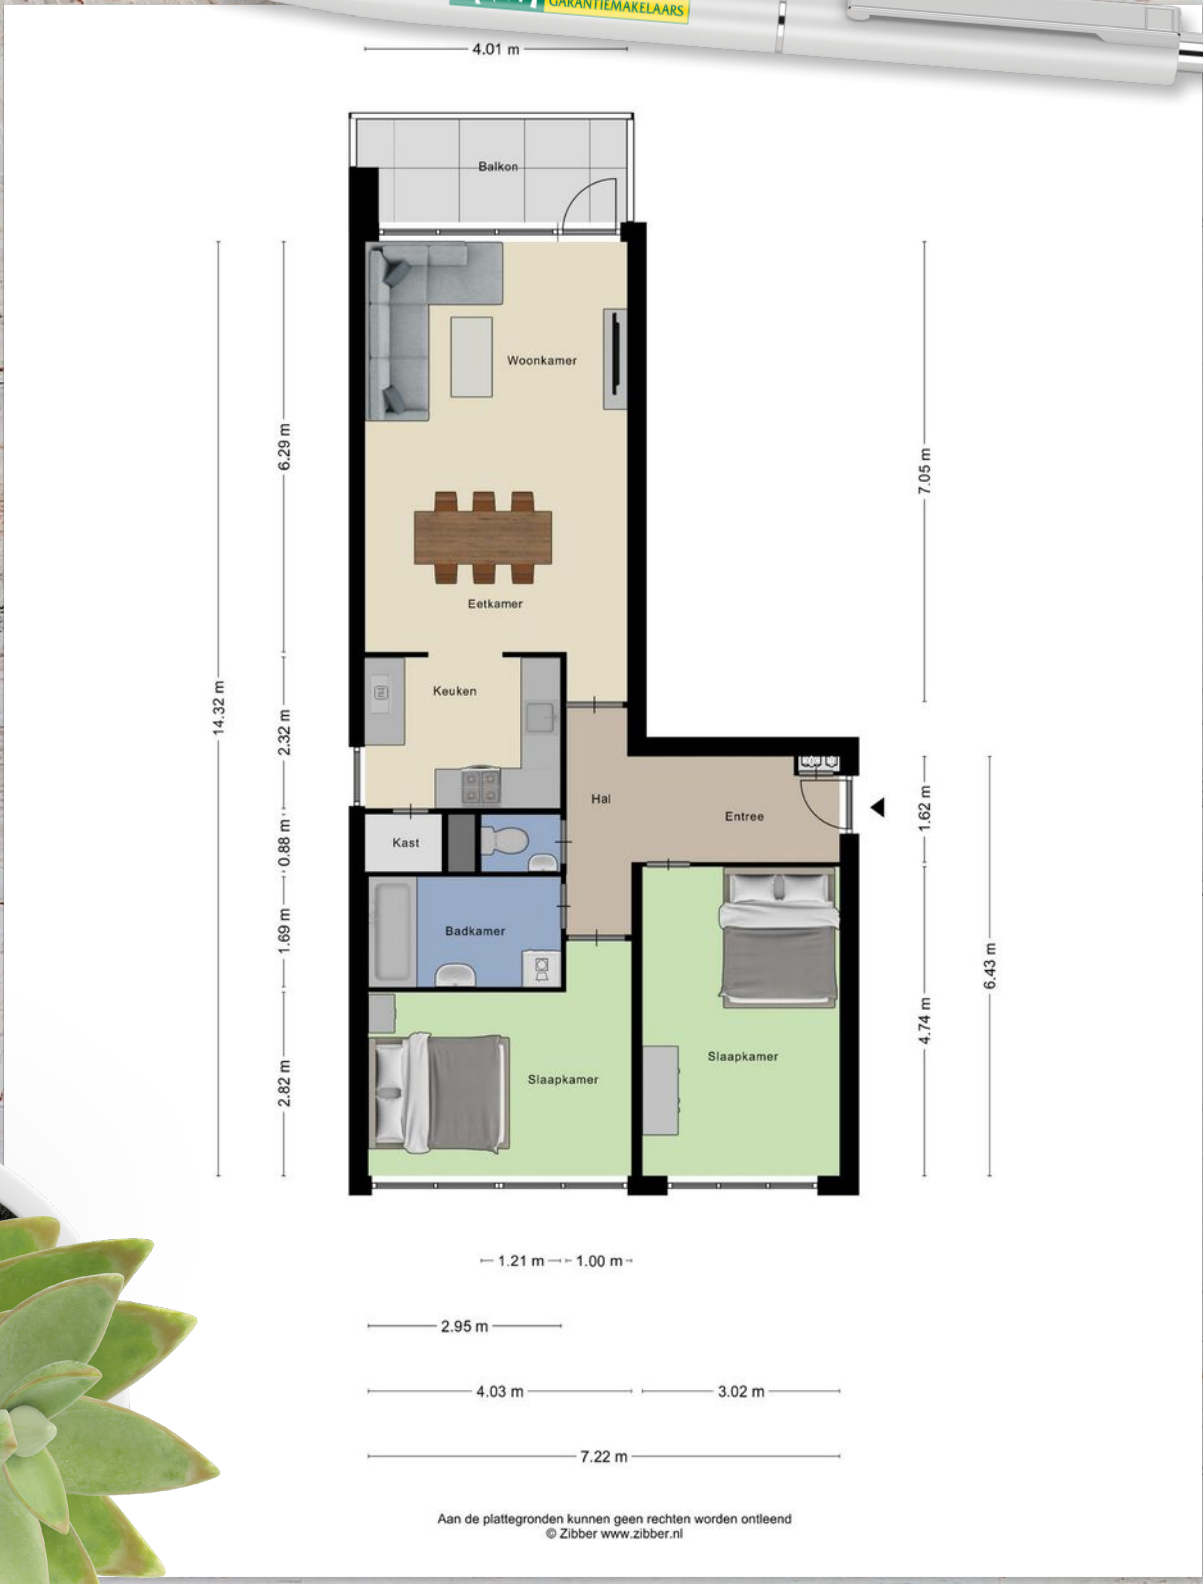 GARANTIEMAKELAARS
4.01 m
Balkon
Woonkamer
6.29 m
7.05 m
Eetkamer
14.32 m
Keuken
2.32 m
Hal
Entree
1.62 m
Kast
0.88 m
Badkamer
1.69 m
6.43 m
4.74 m
Slaapkamer
Slaapkamer
2.82 m
1.21 m
1.00 m
2.95 m
4.03 m
3.02 m
7.22 m
Aan de plattegronden kunnen geen rechten worden ontleend
© Zibber www.zibber.nl